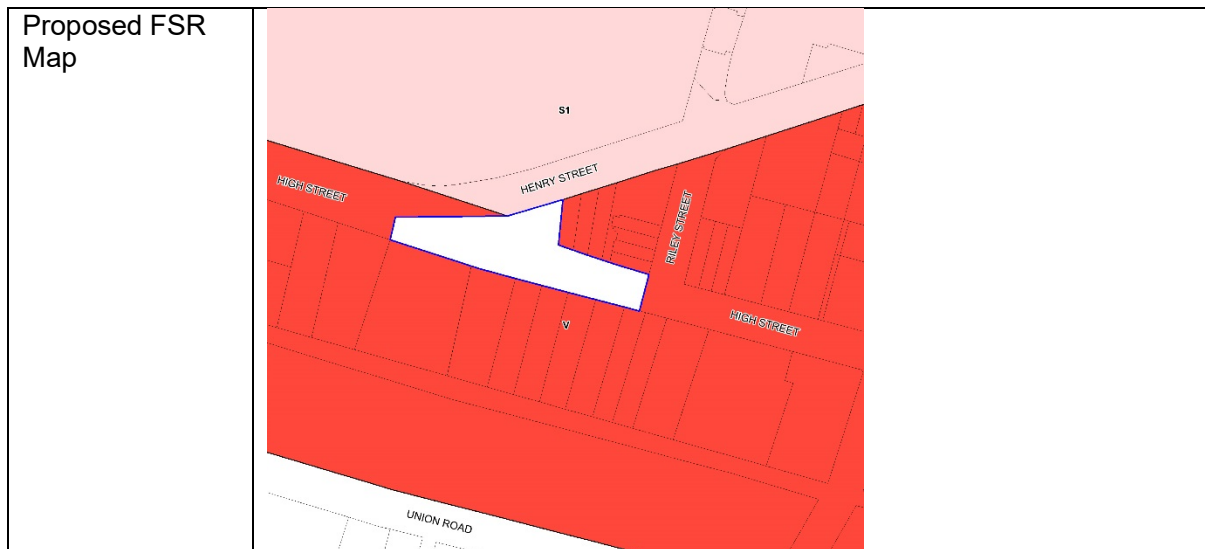 Proposed FSR
Map
S1
HENRY STREET
HIGH STREET
RILEY STREET
HIGH STREET
V
UNION ROAD